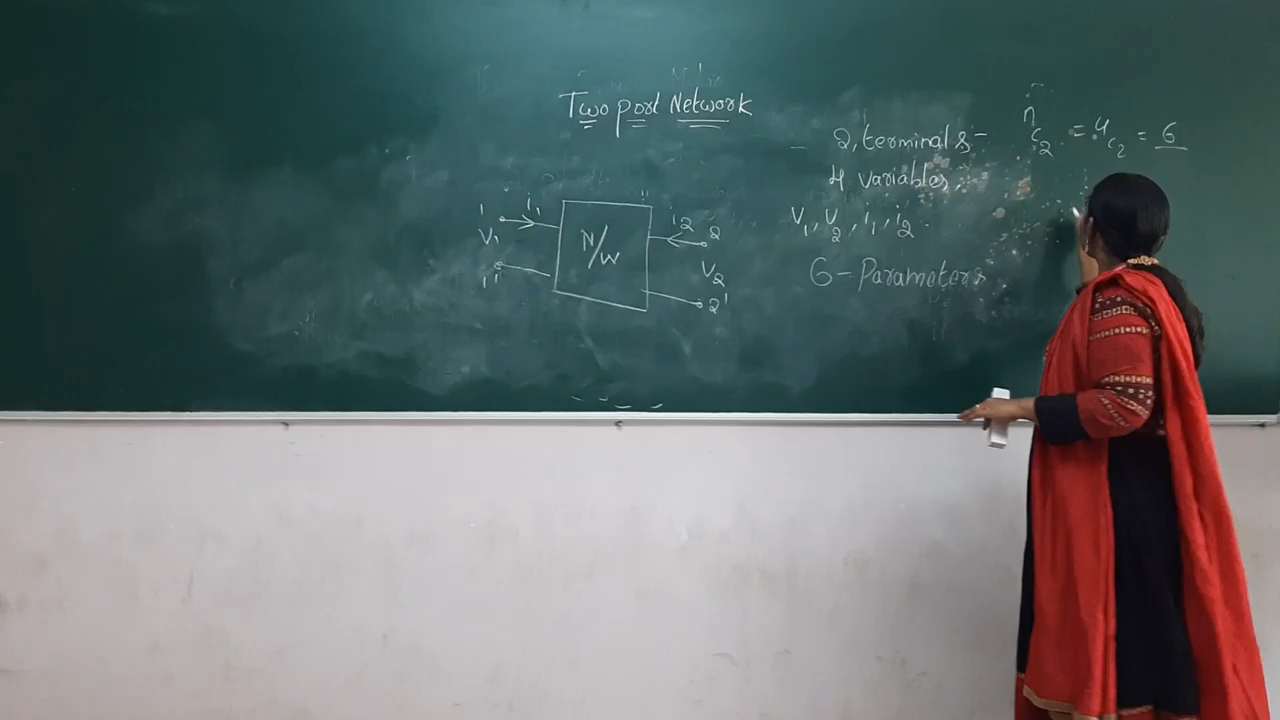 Two port Network
2, terminals -
4 variables,
V1, V2, i1, i2 .
6 - Parameters
nC2 = 4C2 = 6
1 i1
V1
1'
N/W
i2 2
V2
2'